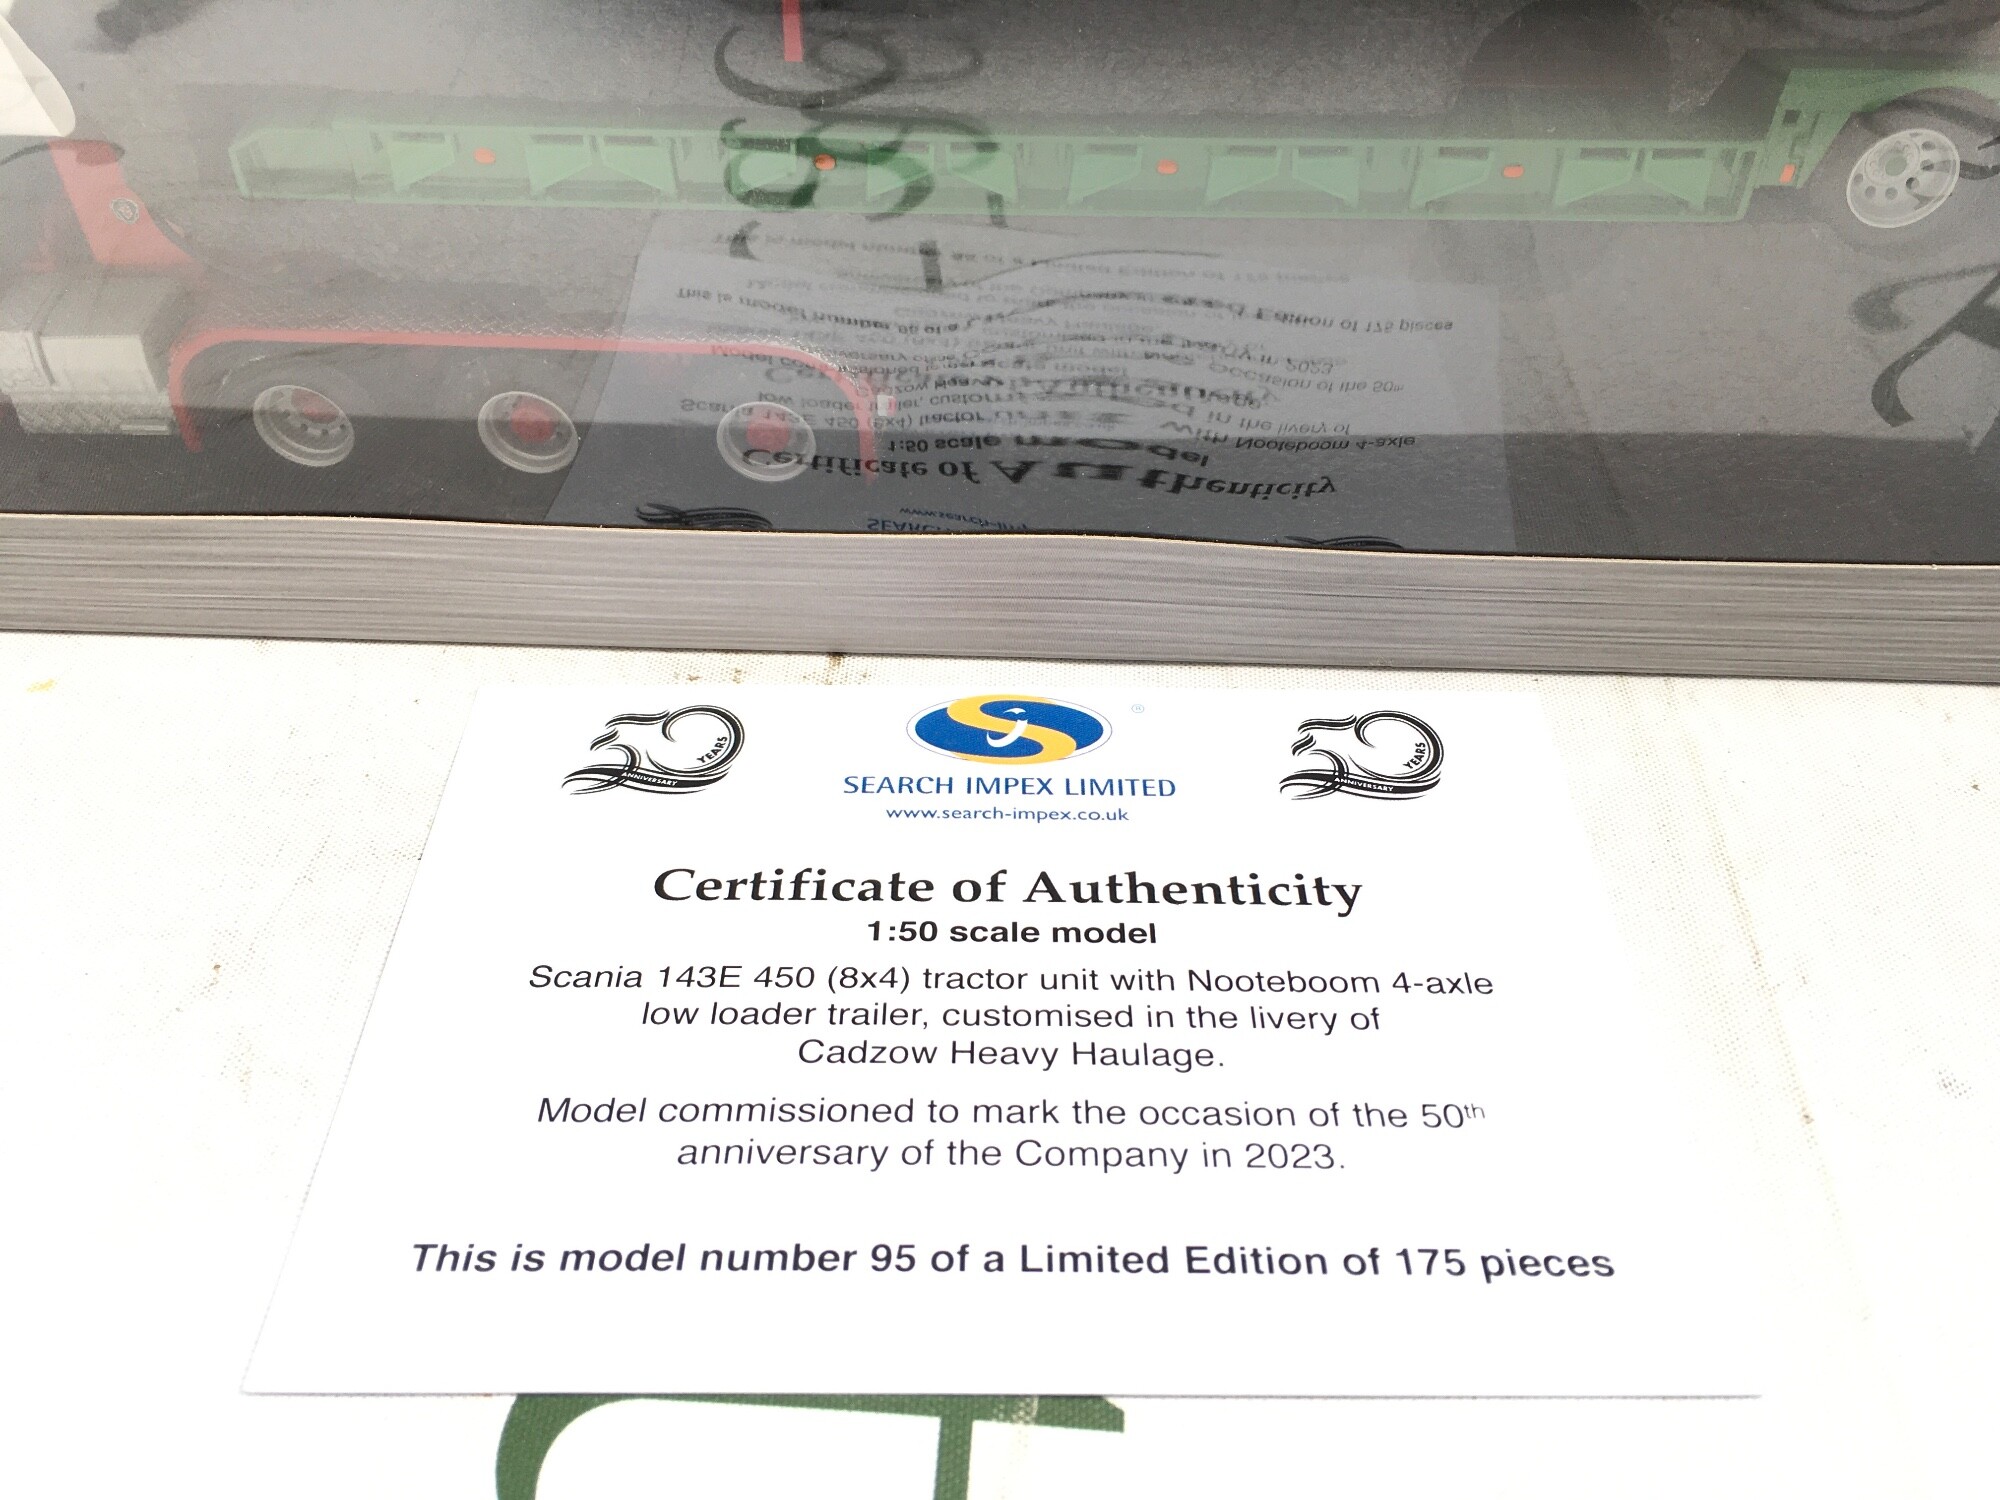 YEARS
ANNIVERSARY
®
SEARCH IMPEX LIMITED
www.search-impex.co.uk
YEARS
ANNIVERSARY
Certificate of Authenticity
1:50 scale model
Scania 143E 450 (8x4) tractor unit with Nooteboom 4-axle
low loader trailer, customised in the livery of
Cadzow Heavy Haulage.
Model commissioned to mark the occasion of the 50th
anniversary of the Company in 2023.
This is model number 95 of a Limited Edition of 175 pieces